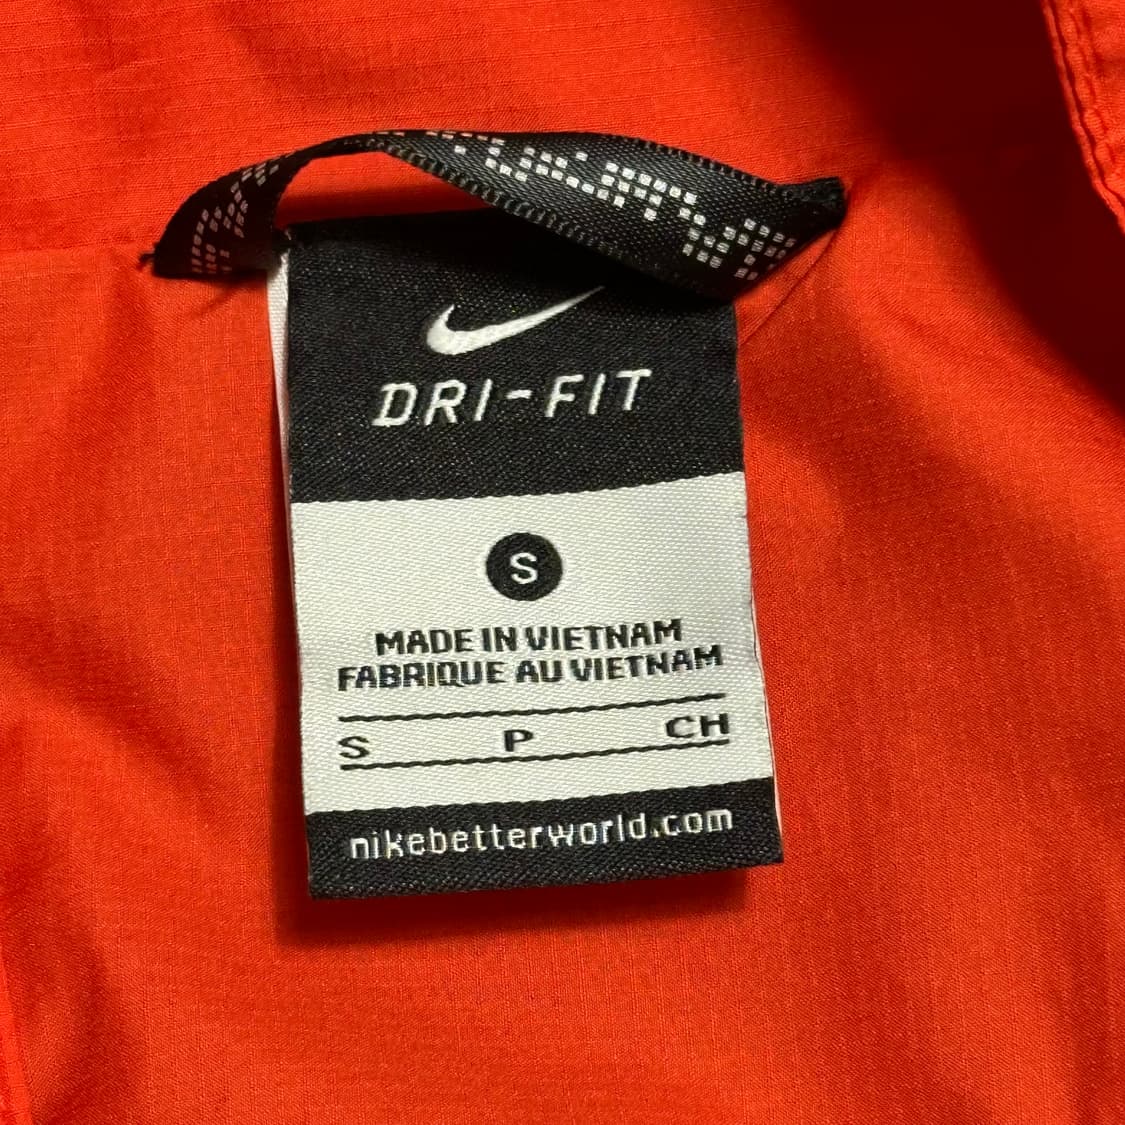 DRI-FIT
S
MADE IN VIETNAM
FABRIQUE AU VIETNAM
S P CH
nikebetterworld.com